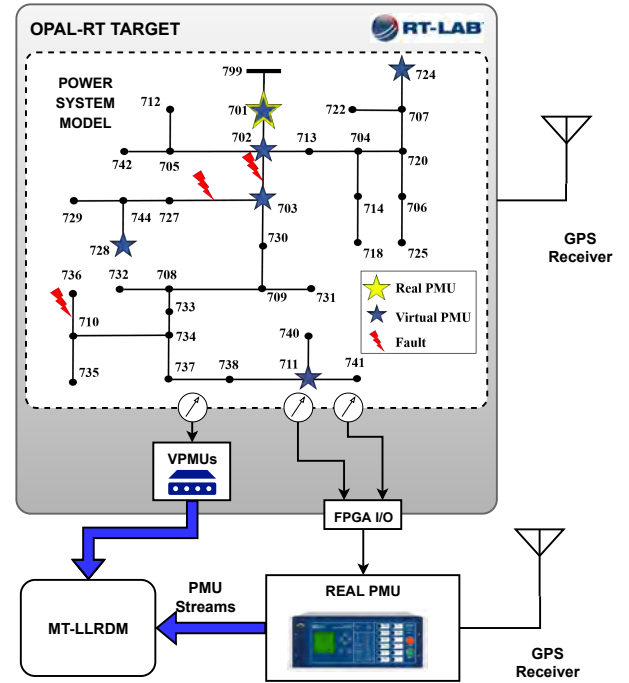 OPAL-RT TARGET
RT-LAB
POWER
SYSTEM
MODEL
799
724
712
701
722
707
702
713
704
720
742
705
703
714
706
729
744
727
728
730
718
725
736
732
708
709
731
733
710
734
740
735
737
738
711
741
Real PMU
Virtual PMU
Fault
GPS
Receiver
VPMUs
FPGA I/O
MT-LLRDM
PMU
Streams
REAL PMU
GPS
Receiver